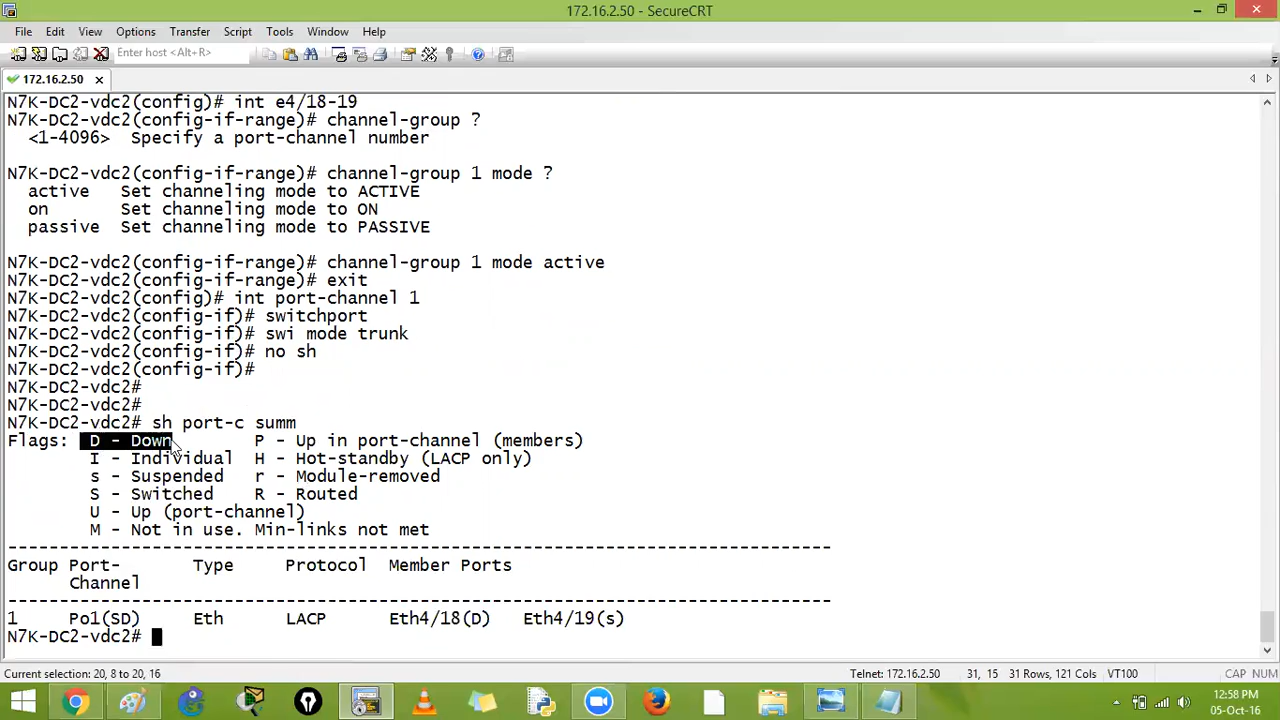 172.16.2.50 - SecureCRT
File Edit View Options Transfer Script Tools Window Help
Enter host <Alt+R>
172.16.2.50
N7K-DC2-vdc2(config)# int e4/18-19
N7K-DC2-vdc2(config-if-range)# channel-group ?
<1-4096> Specify a port-channel number
N7K-DC2-vdc2(config-if-range)# channel-group 1 mode ?
active Set channeling mode to ACTIVE
on Set channeling mode to ON
passive Set channeling mode to PASSIVE
N7K-DC2-vdc2(config-if-range)# channel-group 1 mode active
N7K-DC2-vdc2(config-if-range)# exit
N7K-DC2-vdc2(config)# int port-channel 1
N7K-DC2-vdc2(config-if)# switchport
N7K-DC2-vdc2(config-if)# swi mode trunk
N7K-DC2-vdc2(config-if)# no sh
N7K-DC2-vdc2(config-if)#
N7K-DC2-vdc2#
N7K-DC2-vdc2#
N7K-DC2-vdc2# sh port-c summ
Flags: D - Down P - Up in port-channel (members)
I - Individual H - Hot-standby (LACP only)
s - Suspended r - Module-removed
S - Switched R - Routed
U - Up (port-channel)
M - Not in use. Min-links not met
--------------------------------------------------------------------------------
Group Port- Type Protocol Member Ports
Channel
--------------------------------------------------------------------------------
1 Po1(SD) Eth LACP Eth4/18(D) Eth4/19(s)
N7K-DC2-vdc2#
Current selection: 20, 8 to 20, 16 Telnet: 172.16.2.50 31, 15 31 Rows, 121 Cols VT100 CAP NUM
12:58 PM
05-Oct-16